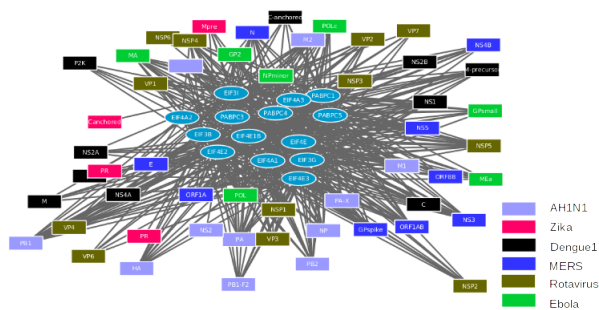 C-anchored
Mpro
N
POLz
M2
VP2
VP7
NSP6
NSP4
NS4B
MA
GP2
NS2B
P2K
M-precursor
NPminor
VP1
NSP3
EIF3I
EIF4A3
PABPC1
NS1
GPsmall
EIF4A2
PABPC3
PABPC4
PABPC5
Canchored
NS5
EIF3B
EIF4E1B
EIF4E
NSP5
NS2A
EIF4E2
E
EIF4A1
EIF3G
M1
PR
ORFBB
MEa
EIF4E3
NS4A
ORF1A
POL
PA-X
M
C
NSP1
NS3
VP4
NS2
NP
GPspike
ORF1AB
PR
PB1
PA
VP3
VP6
HA
PB2
PB1-F2
NSP2
AH1N1
Zika
Dengue1
MERS
Rotavirus
Ebola